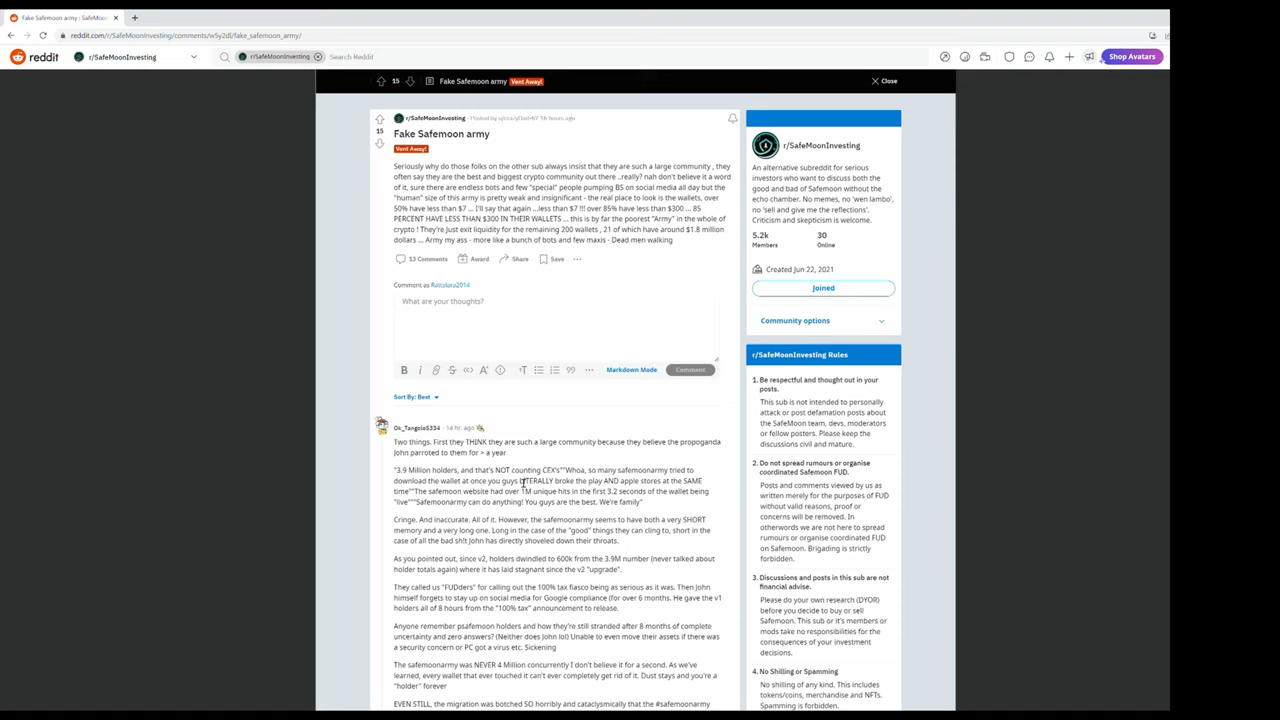 Fake Safemoon army : SafeMoon
reddit.com/r/SafeMoonInvesting/comments/w5y2dl/fake_safemoon_army/
reddit
r/SafeMoonInvesting
r/SafeMoonInvesting
Search Reddit
Shop Avatars
15
Fake Safemoon army
Vent Away!
Close
r/SafeMoonInvesting · Posted by 16 hours ago
15
Fake Safemoon army
Vent Away!
Seriously why do those folks on the other sub always insist that they are such a large community , they
often say they are the best and biggest crypto community out there ..really? nah don't believe it a word
of it, sure there are endless bots and few "special" people pumping BS on social media all day but the
"human" size of this army is pretty weak and insignificant - the real place to look is the wallets, over
50% have less than $7 ... I'll say that again ...less than $7 !!! over 85% have less than $300 ... 85
PERCENT HAVE LESS THAN $300 IN THEIR WALLETS ... this is by far the poorest "Army" in the whole of
crypto ! They're Just exit liquidity for the remaining 200 wallets , 21 of which have around $1.8 million
dollars ... Army my ass - more like a bunch of bots and few maxis - Dead men walking
13 Comments
Award
Share
Save
Comment as Rattslara2014
What are your thoughts?
Markdown Mode
Comment
Sort By: Best
Ok_Tangelo5334 · 14 hr. ago
Two things. First they THINK they are such a large community because they believe the propaganda
John parroted to them for > a year
"3.9 Million holders, and that's NOT counting CEX's""Whoa, so many safemoonarmy tried to
download the wallet at once you guys LITERALLY broke the play AND apple stores at the SAME
time""The safemoon website had over 1M unique hits in the first 3.2 seconds of the wallet being
"live"""Safemoonarmy can do anything! You guys are the best. We're family"
Cringe. And inaccurate. All of it. However, the safemoonarmy seems to have both a very SHORT
memory and a very long one. Long in the case of the "good" things they can cling to, short in the
case of all the bad sh!t John has directly shoveled down their throats.
As you pointed out, since v2, holders dwindled to 600k from the 3.9M number (never talked about
holder totals again) where it has laid stagnant since the v2 "upgrade".
They called us "FUDders" for calling out the 100% tax fiasco being as serious as it was. Then John
himself forgets to stay up on social media for Google compliance (for over 6 months. He gave the v1
holders all of 8 hours from the "100% tax" announcement to release.
Anyone remember psafemoon holders and how they're still stranded after 8 months of complete
uncertainty and zero answers? (Neither does John lol) Unable to even move their assets if there was
a security concern or PC got a virus etc. Sickening
The safemoonarmy was NEVER 4 Million concurrently I don't believe it for a second. As we've
learned, every wallet that ever touched it can't ever completely get rid of it. Dust stays and you're a
"holder" forever
EVEN STILL, the migration was botched SO horribly and cataclysmically that the #safemoonarmy
r/SafeMoonInvesting
An alternative subreddit for serious
investors who want to discuss both the
good and bad of Safemoon without the
echo chamber. No memes, no 'wen lambo',
no 'sell and give me the reflections'.
Criticism and skepticism is welcome.
5.2k
30
Members
Online
Created Jun 22, 2021
Joined
Community options
r/SafeMoonInvesting Rules
1. Be respectful and thought out in your
posts.
This sub is not intended to personally
attack or post defamation posts about
the SafeMoon team, devs, moderators
or fellow posters. Please keep the
discussions civil and mature.
2. Do not spread rumours or organise
coordinated Safemoon FUD.
Posts and comments viewed by us as
written merely for the purposes of FUD
without valid reasons, proof or
concerns will be removed. In
otherwords we are not here to spread
rumours or organise coordinated FUD
on Safemoon. Brigading is strictly
forbidden.
3. Discussions and posts in this sub are not
financial advise.
Please do your own research (DYOR)
before you decide to buy or sell
Safemoon. This sub or it's members or
mods take no responsibilities for the
consequences of your investment
decisions.
4. No Shilling or Spamming
No shilling of any kind. This includes
tokens/coins, merchandise and NFTs.
Spamming is forbidden.